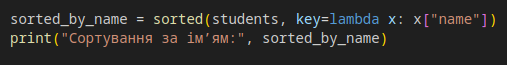 sorted_by_name = sorted(students, key=lambda x: x["name"])
print("Сортування за ім’ям:", sorted_by_name)